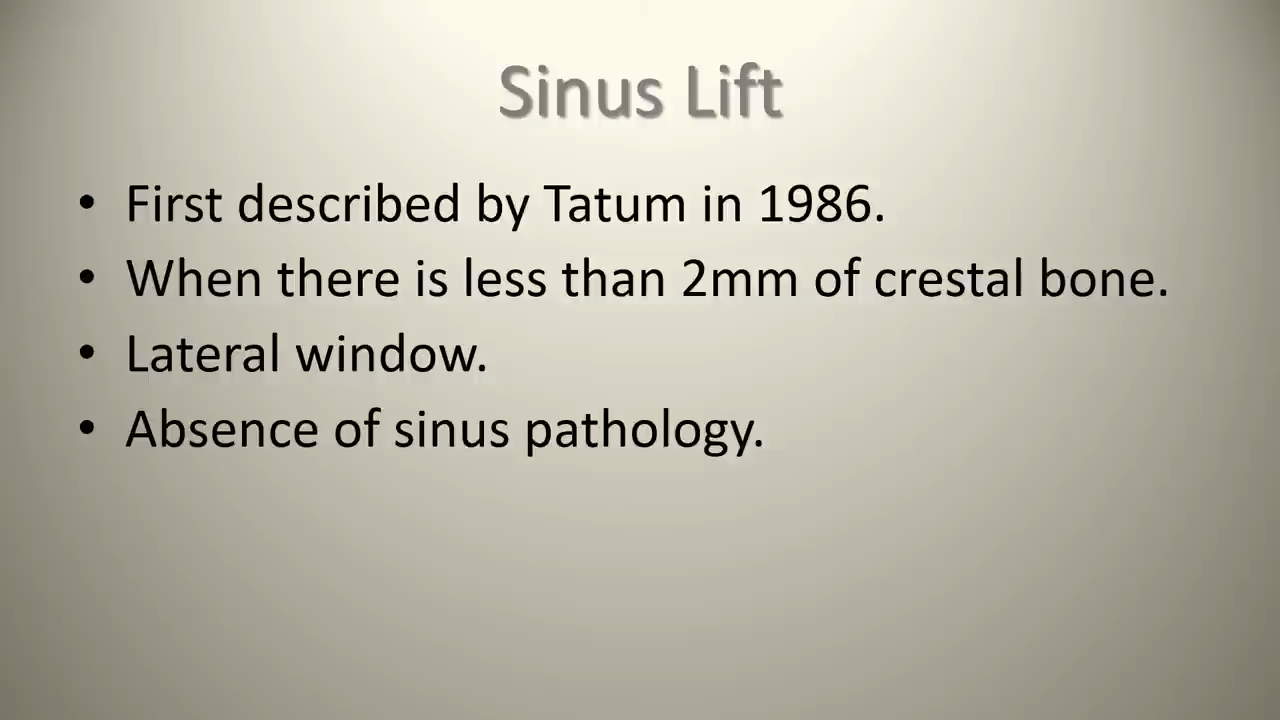 Sinus Lift
• First described by Tatum in 1986.
• When there is less than 2mm of crestal bone.
• Lateral window.
• Absence of sinus pathology.